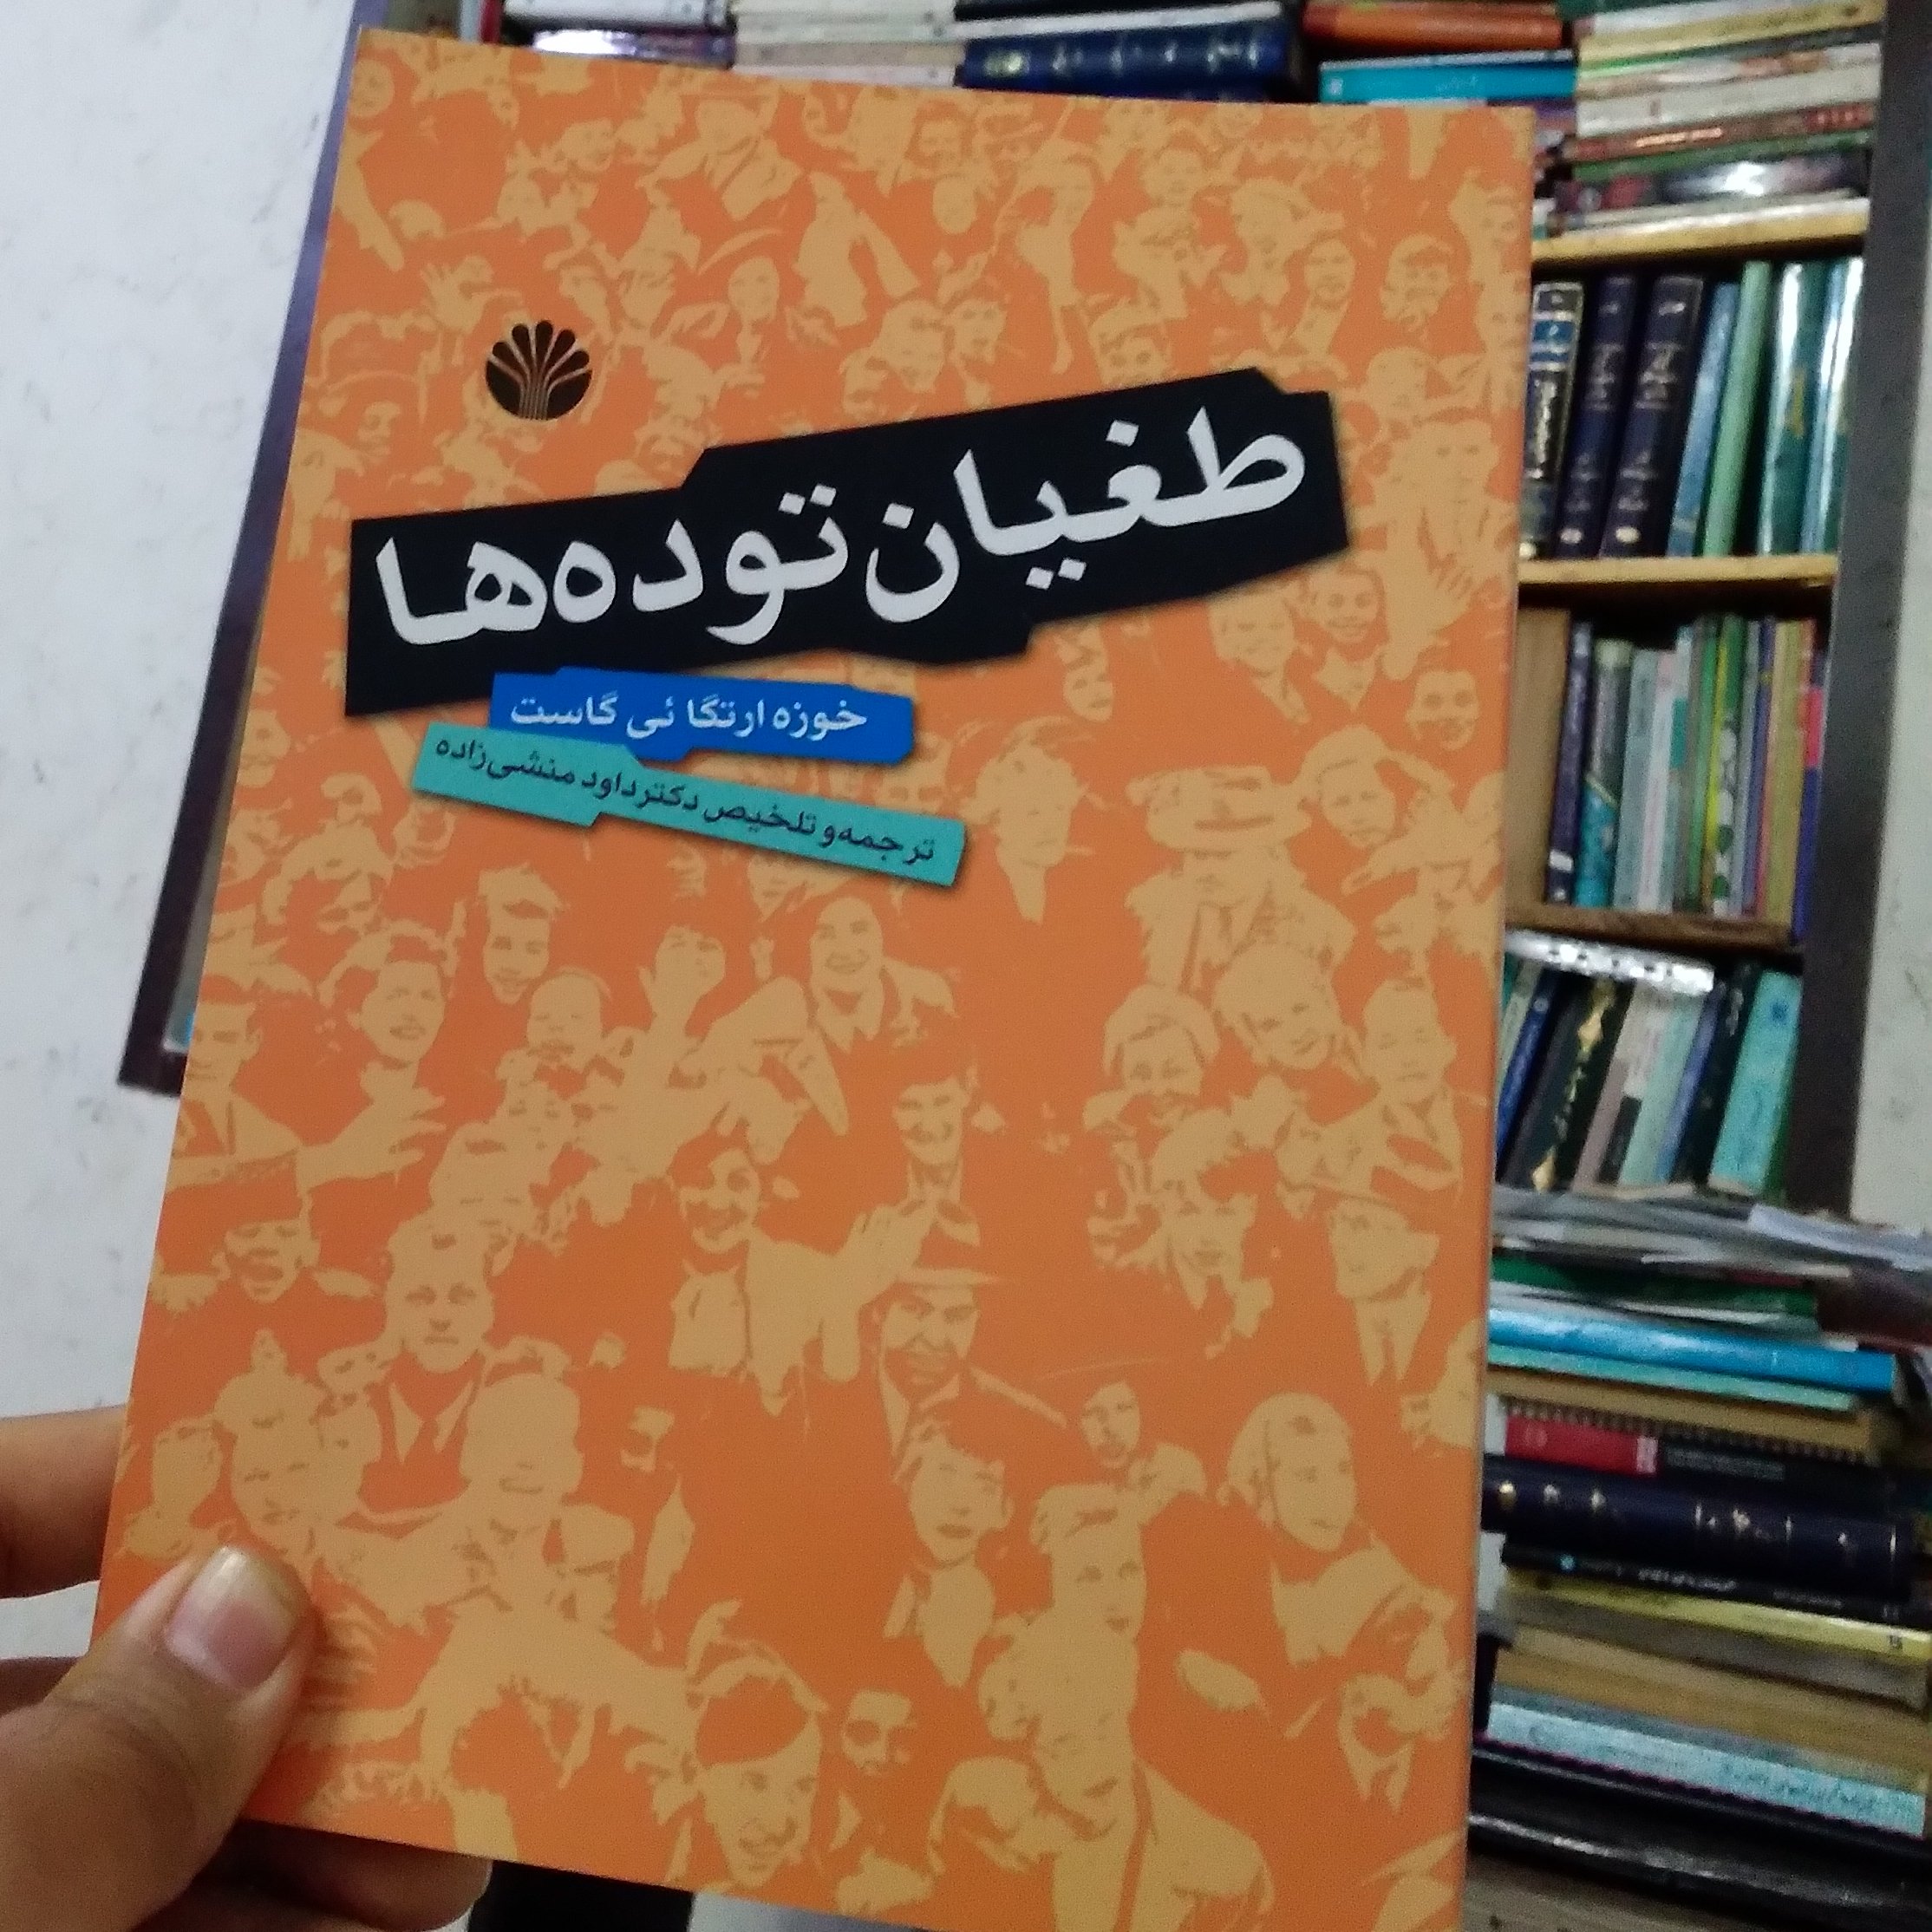 طغیان توده‌ها
خوزه ارتگا ئی گاست
ترجمه و تلخیص دکتر داود منشی‌زاده